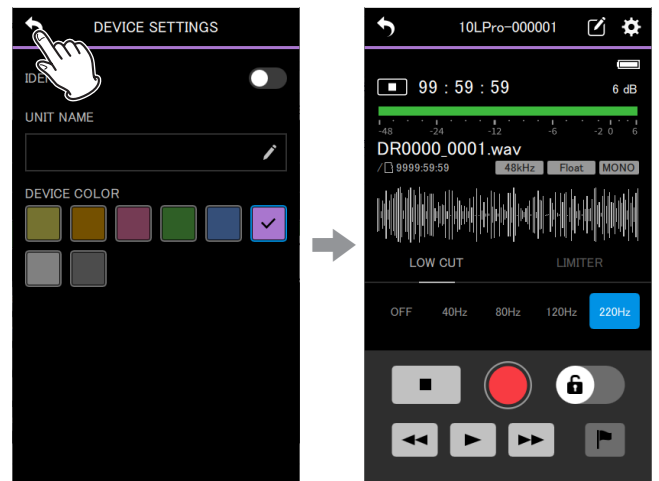 DEVICE SETTINGS
UNIT NAME
DEVICE COLOR
10LPro-000001
99 : 59 : 59
6 dB
-48 -24 -12 -6 -2 0 6
DR0000_0001.wav
/ 9999:59:59 48kHz Float MONO
LOW CUT LIMITER
OFF 40Hz 80Hz 120Hz 220Hz